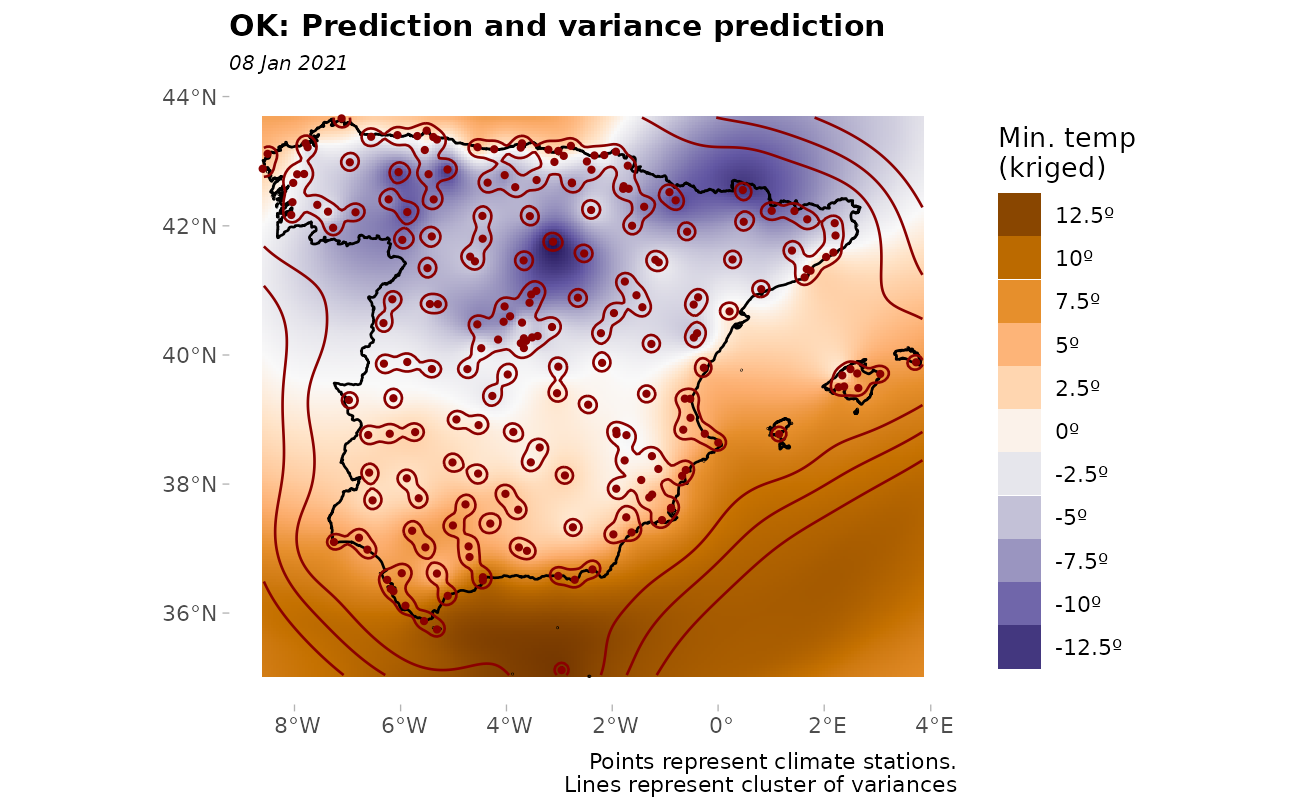 OK: Prediction and variance prediction
08 Jan 2021
44°N
42°N
40°N
38°N
36°N
8°W 6°W 4°W 2°W 0° 2°E 4°E
Min. temp
(kriged)
12.5º
10º
7.5º
5º
2.5º
0º
-2.5º
-5º
-7.5º
-10º
-12.5º
Points represent climate stations.
Lines represent cluster of variances